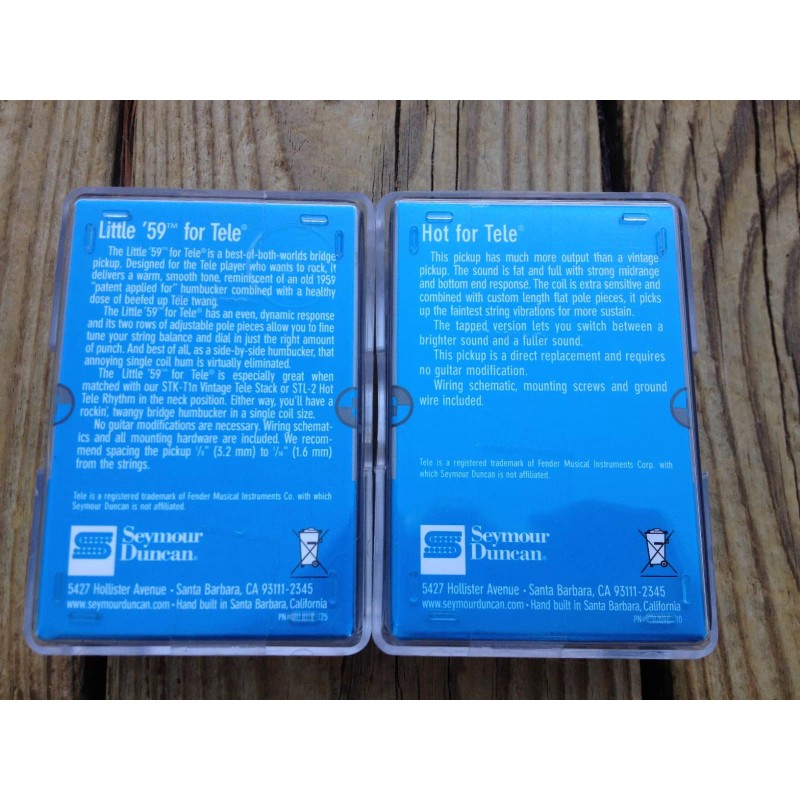 Little '59™ for Tele®
The Little '59™ for Tele® is a best-of-both-worlds bridge
pickup. Designed for the Tele player who wants to rock, it
delivers a warm, smooth tone, reminiscent of an old 1959
"patent applied for" humbucker combined with a healthy
dose of beefed up Tele twang.
The Little '59™ for Tele® has an even, dynamic response
and its two rows of adjustable pole pieces allow you to fine
tune your string balance and dial in just the right amount
of punch. And best of all, as a side-by-side humbucker, that
annoying single coil hum is virtually eliminated.
The Little '59™ for Tele® is especially great when
matched with our STK-T1n Vintage Tele Stack or STL-2 Hot
Tele Rhythm in the neck position. Either way, you'll have a
rockin', twangy bridge humbucker in a single coil size.
No guitar modifications are necessary. Wiring schemat-
ics and all mounting hardware are included. We recom-
mend spacing the pickup 1/8" (3.2 mm) to 1/16" (1.6 mm)
from the strings.
Tele is a registered trademark of Fender Musical Instruments Co. with which
Seymour Duncan is not affiliated.
Seymour
Duncan®
5427 Hollister Avenue • Santa Barbara, CA 93111-2345
www.seymourduncan.com • Hand built in Santa Barbara, California
PN#
Hot for Tele®
This pickup has much more output than a vintage
pickup. The sound is fat and full with strong midrange
and bottom end response. The coil is extra sensitive and
combined with custom length flat pole pieces, it picks
up the faintest string vibrations for more sustain.
The tapped version lets you switch between a
brighter sound and a fuller sound.
This pickup is a direct replacement and requires
no guitar modification.
Wiring schematic, mounting screws and ground
wire included.
Tele is a registered trademark of Fender Musical Instruments Corp. with
which Seymour Duncan is not affiliated.
Seymour
Duncan®
5427 Hollister Avenue • Santa Barbara, CA 93111-2345
www.seymourduncan.com • Hand built in Santa Barbara, California
PN#